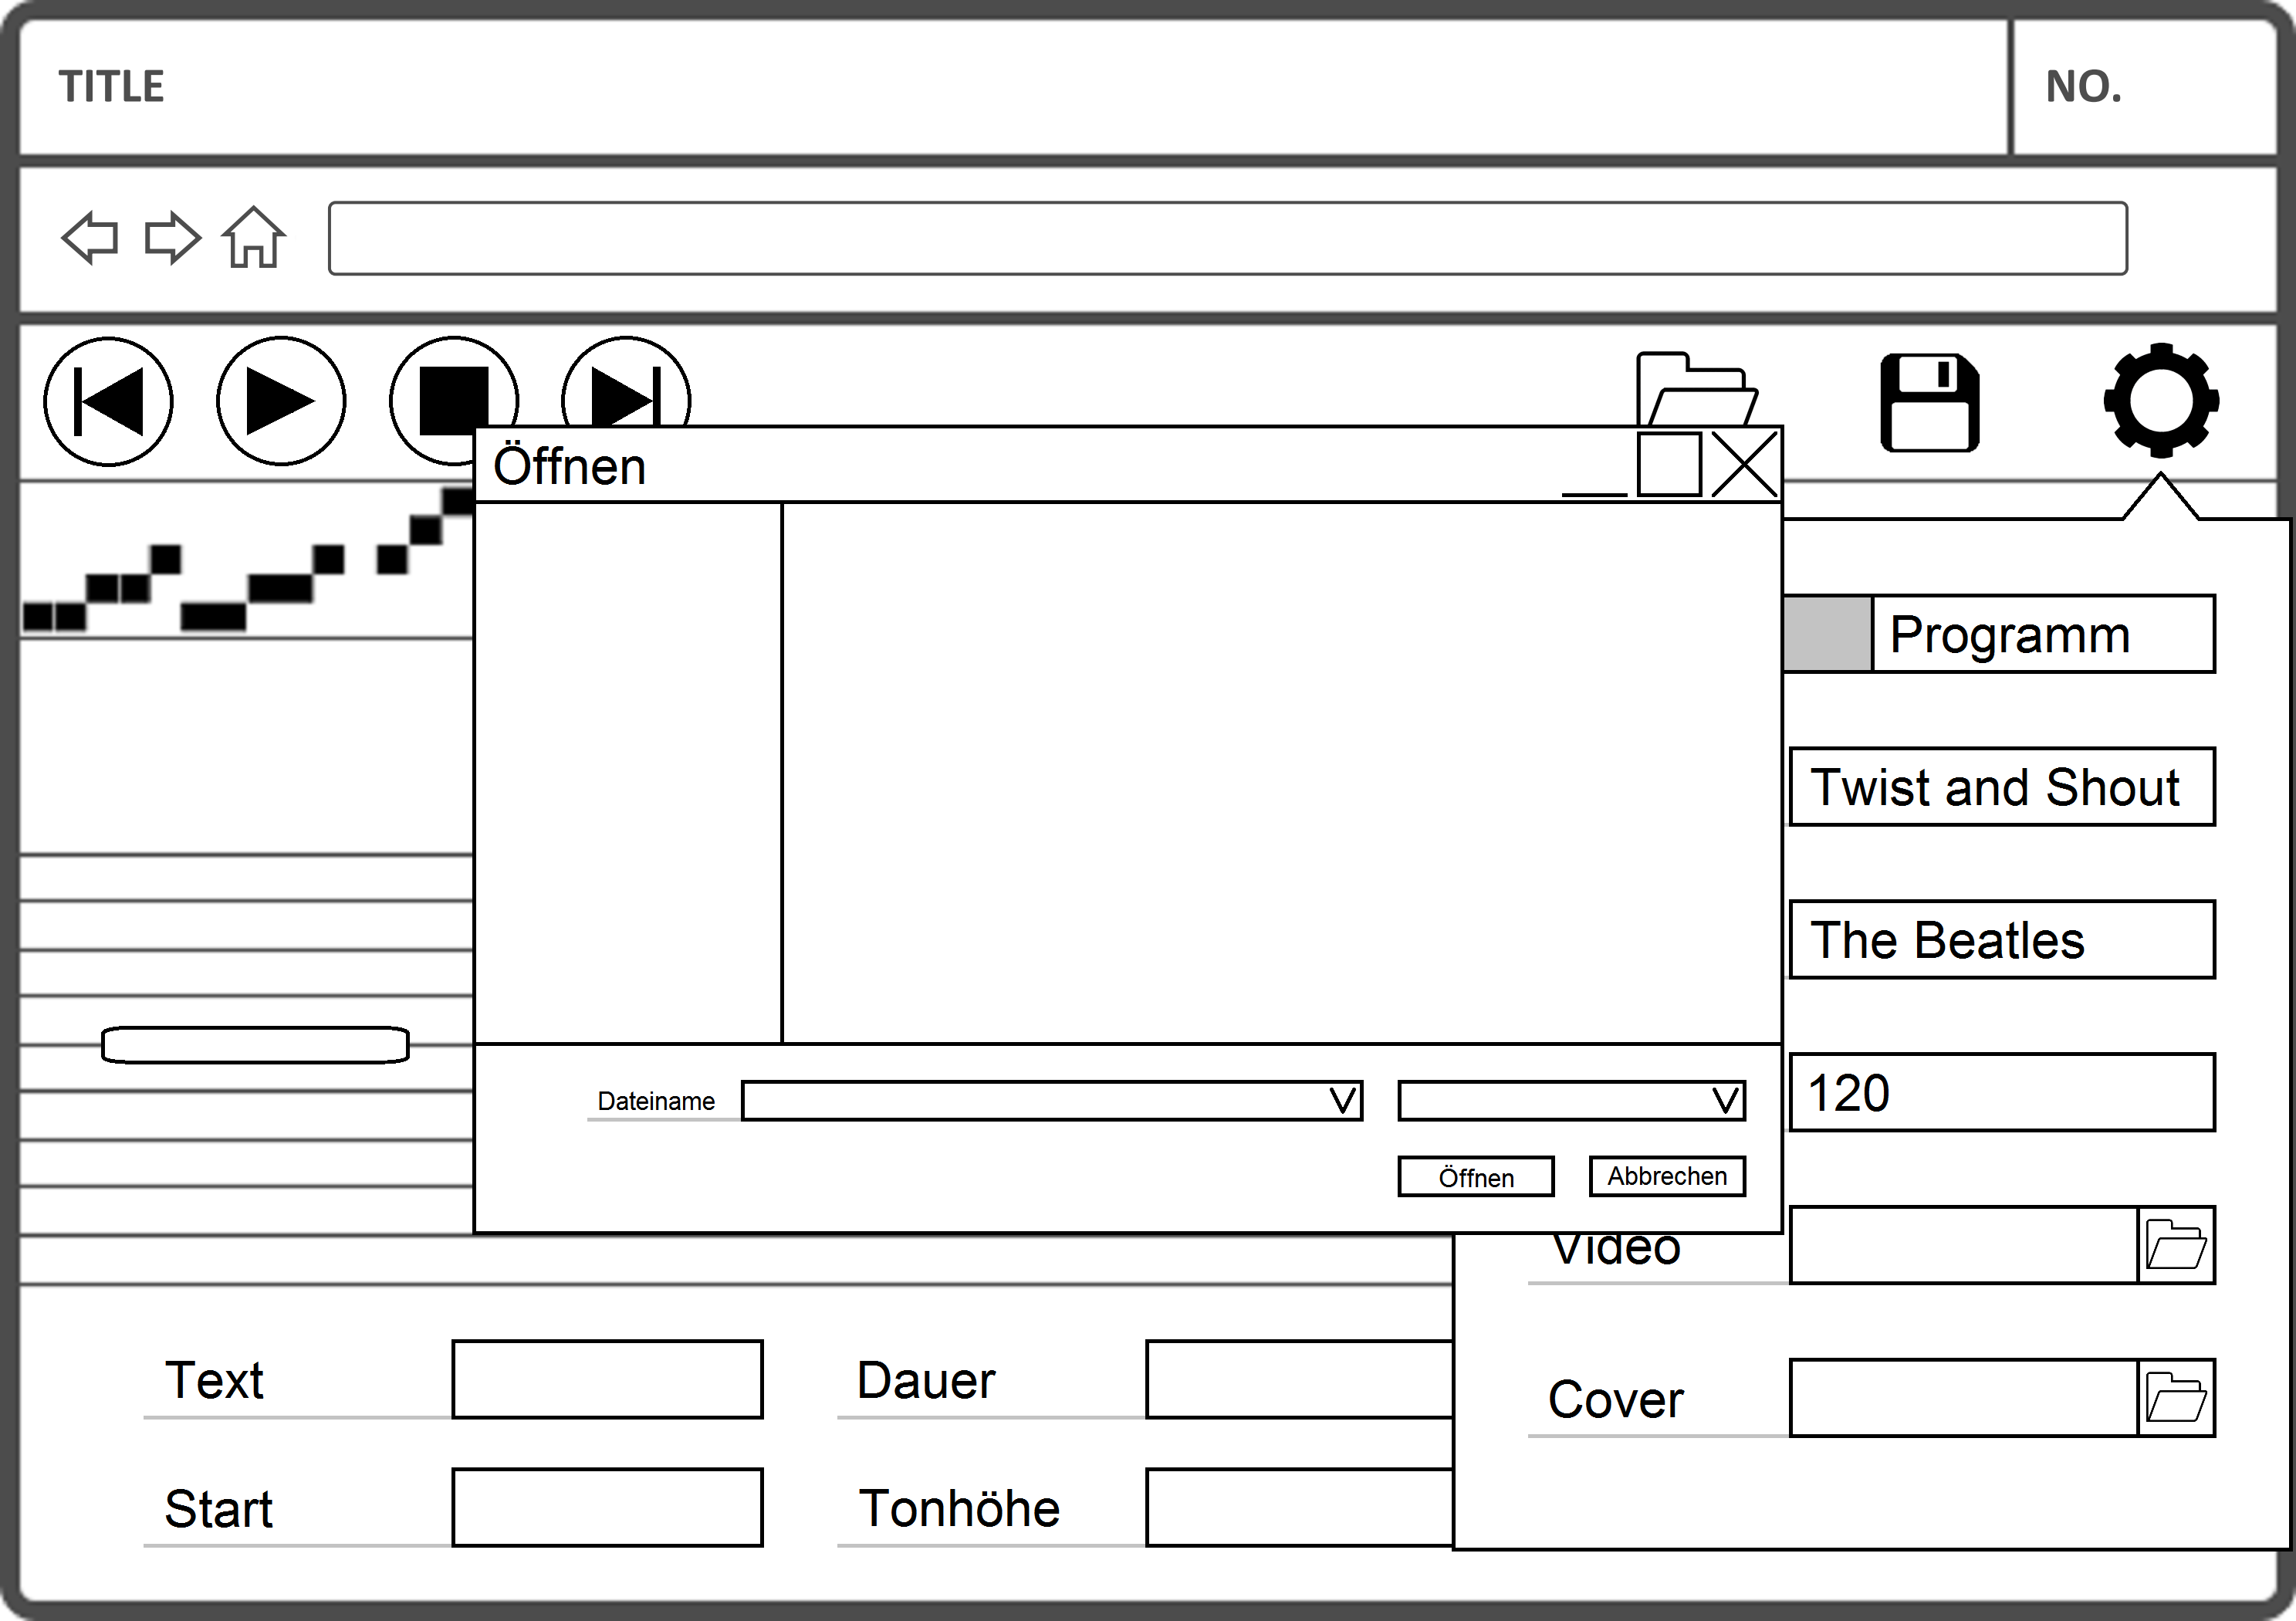 TITLE
NO.
Öffnen
Programm
Twist and Shout
The Beatles
120
Dateiname
Öffnen
Abbrechen
Video
Cover
Text
Dauer
Start
Tonhöhe